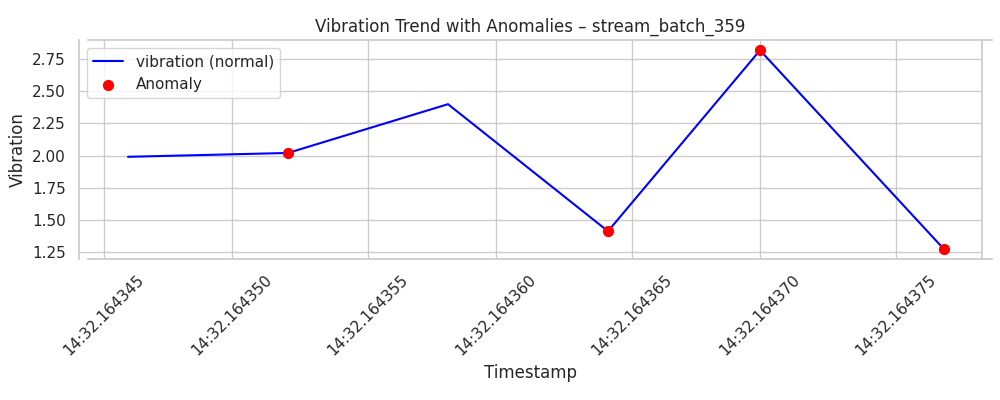 Vibration Trend with Anomalies – stream_batch_359
vibration (normal)
Anomaly
Vibration
2.75
2.50
2.25
2.00
1.75
1.50
1.25
14:32.164345
14:32.164350
14:32.164355
14:32.164360
14:32.164365
14:32.164370
14:32.164375
Timestamp